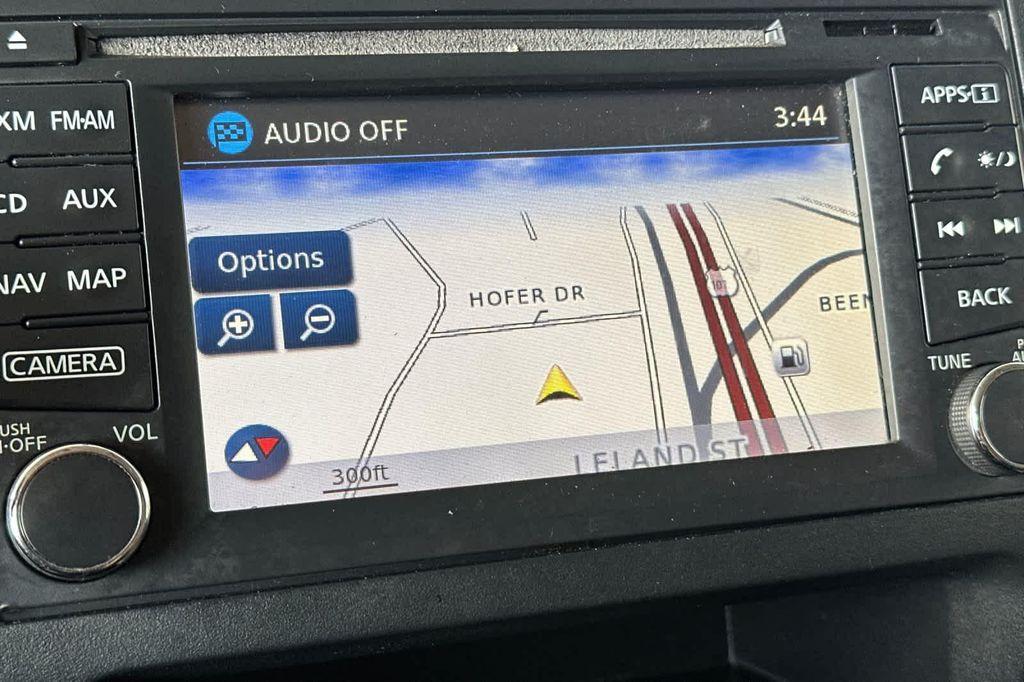 AUDIO OFF
3:44
XM FM·AM
CD AUX
NAV MAP
CAMERA
USH
VOL
Options
HOFER DR
101
BEEN
LELAND ST
300ft
APPS·i
BACK
TUNE